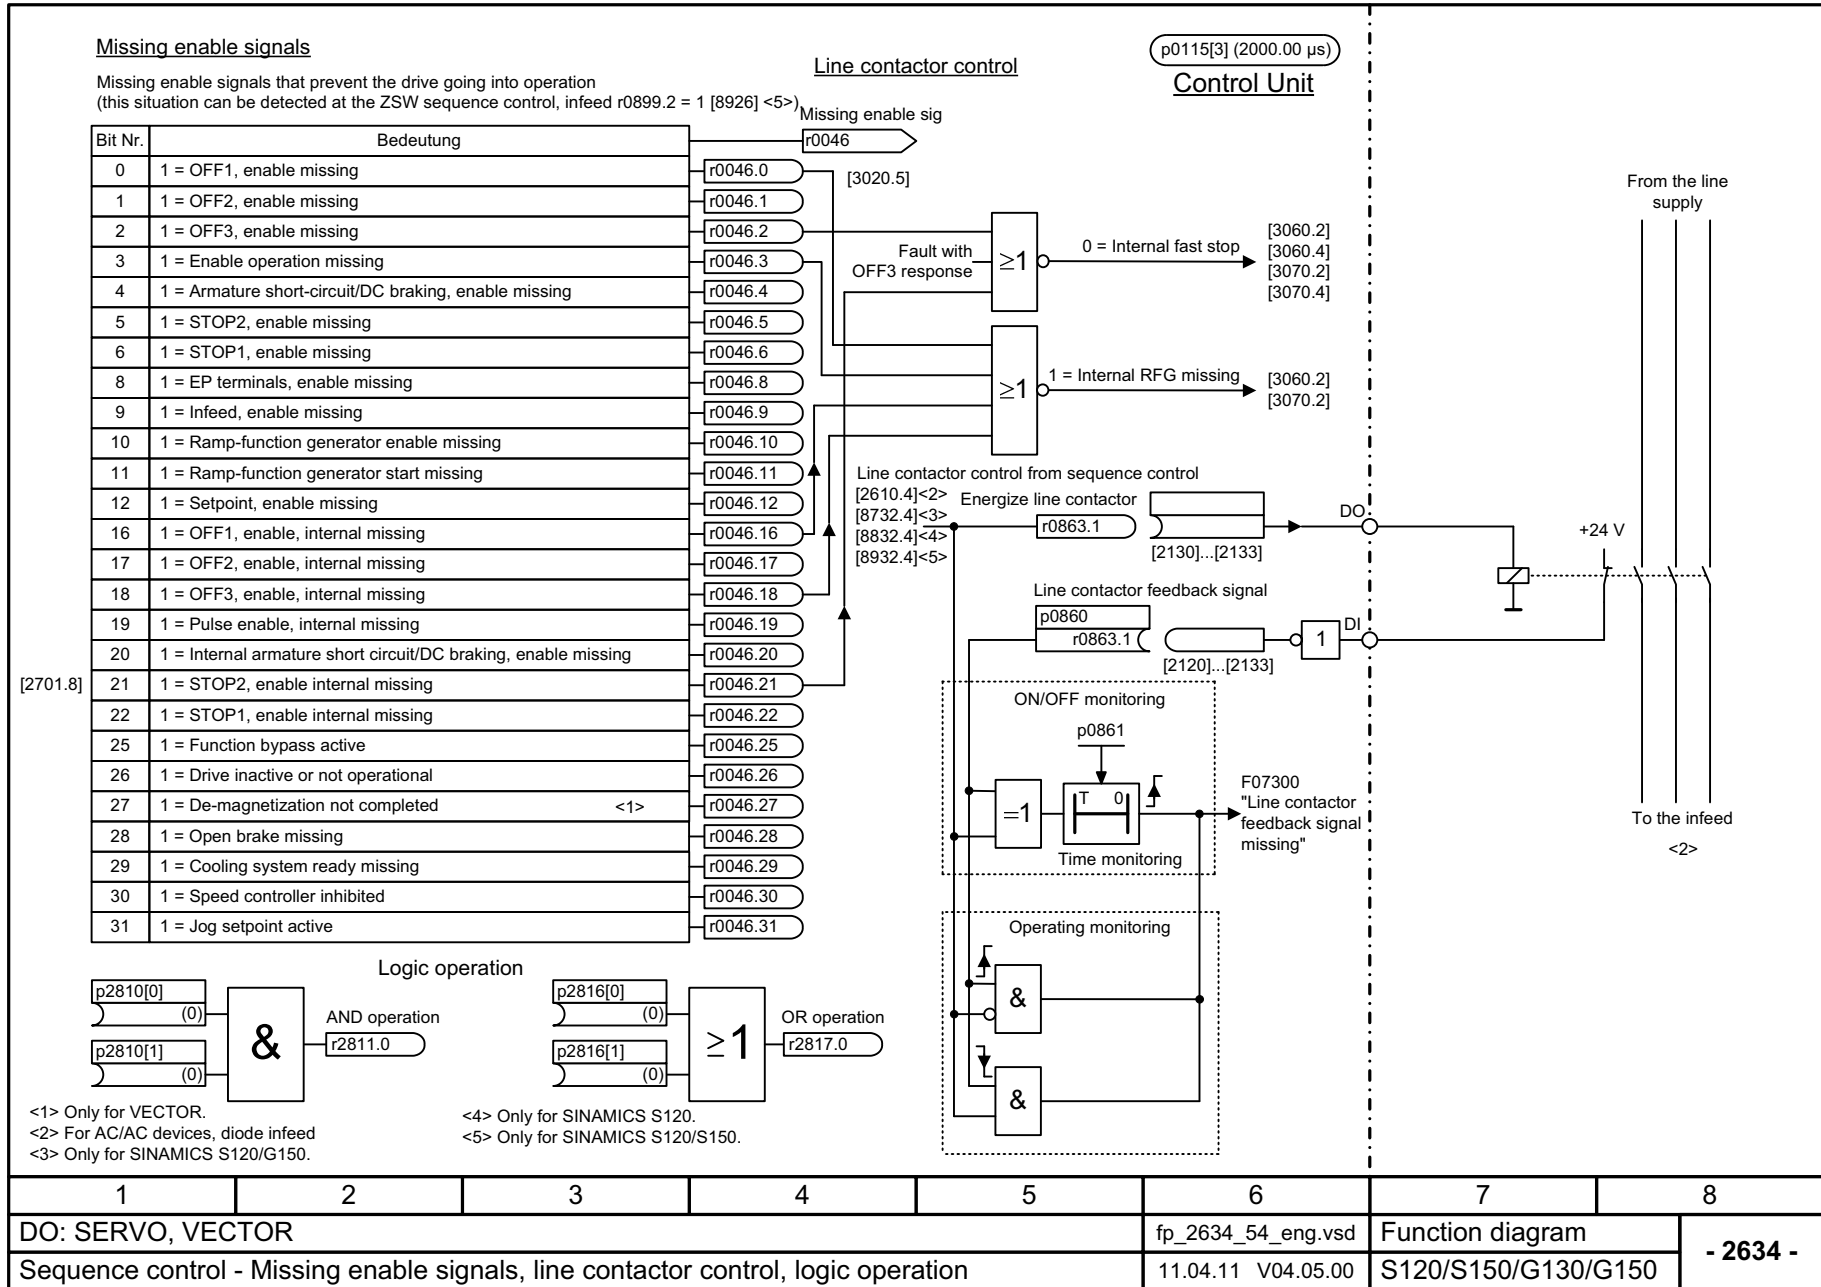 Missing enable signals
Missing enable signals that prevent the drive going into operation
(this situation can be detected at the ZSW sequence control, infeed r0899.2 = 1 [8926] <5>)
Line contactor control
p0115[3] (2000.00 µs)
Control Unit
Missing enable sig
r0046
Bit Nr. Bedeutung
0 1 = OFF1, enable missing r0046.0
1 1 = OFF2, enable missing r0046.1
2 1 = OFF3, enable missing r0046.2
3 1 = Enable operation missing r0046.3
4 1 = Armature short-circuit/DC braking, enable missing r0046.4
5 1 = STOP2, enable missing r0046.5
6 1 = STOP1, enable missing r0046.6
8 1 = EP terminals, enable missing r0046.8
9 1 = Infeed, enable missing r0046.9
10 1 = Ramp-function generator enable missing r0046.10
11 1 = Ramp-function generator start missing r0046.11
12 1 = Setpoint, enable missing r0046.12
16 1 = OFF1, enable, internal missing r0046.16
17 1 = OFF2, enable, internal missing r0046.17
18 1 = OFF3, enable, internal missing r0046.18
19 1 = Pulse enable, internal missing r0046.19
20 1 = Internal armature short circuit/DC braking, enable missing r0046.20
[2701.8] 21 1 = STOP2, enable internal missing r0046.21
22 1 = STOP1, enable internal missing r0046.22
25 1 = Function bypass active r0046.25
26 1 = Drive inactive or not operational r0046.26
27 1 = De-magnetization not completed <1> r0046.27
28 1 = Open brake missing r0046.28
29 1 = Cooling system ready missing r0046.29
30 1 = Speed controller inhibited r0046.30
31 1 = Jog setpoint active r0046.31
[3020.5]
Fault with
OFF3 response
≥1
0 = Internal fast stop
[3060.2]
[3060.4]
[3070.2]
[3070.4]
≥1
1 = Internal RFG missing
[3060.2]
[3070.2]
Line contactor control from sequence control
[2610.4]<2>
[8732.4]<3>
[8832.4]<4>
[8932.4]<5>
Energize line contactor
r0863.1
[2130]...[2133]
DO
Line contactor feedback signal
p0860
r0863.1
[2120]...[2133]
1
DI
+24 V
From the line
supply
To the infeed
<2>
ON/OFF monitoring
p0861
=1
T 0
Time monitoring
F07300
"Line contactor
feedback signal
missing"
Operating monitoring
&
&
Logic operation
p2810[0]
(0)
p2810[1]
(0)
&
AND operation
r2811.0
p2816[0]
(0)
p2816[1]
(0)
≥1
OR operation
r2817.0
<1> Only for VECTOR.
<2> For AC/AC devices, diode infeed
<3> Only for SINAMICS S120/G150.
<4> Only for SINAMICS S120.
<5> Only for SINAMICS S120/S150.
1 2 3 4 5 6 7 8
DO: SERVO, VECTOR
fp_2634_54_eng.vsd
Function diagram
- 2634 -
Sequence control - Missing enable signals, line contactor control, logic operation
11.04.11 V04.05.00
S120/S150/G130/G150